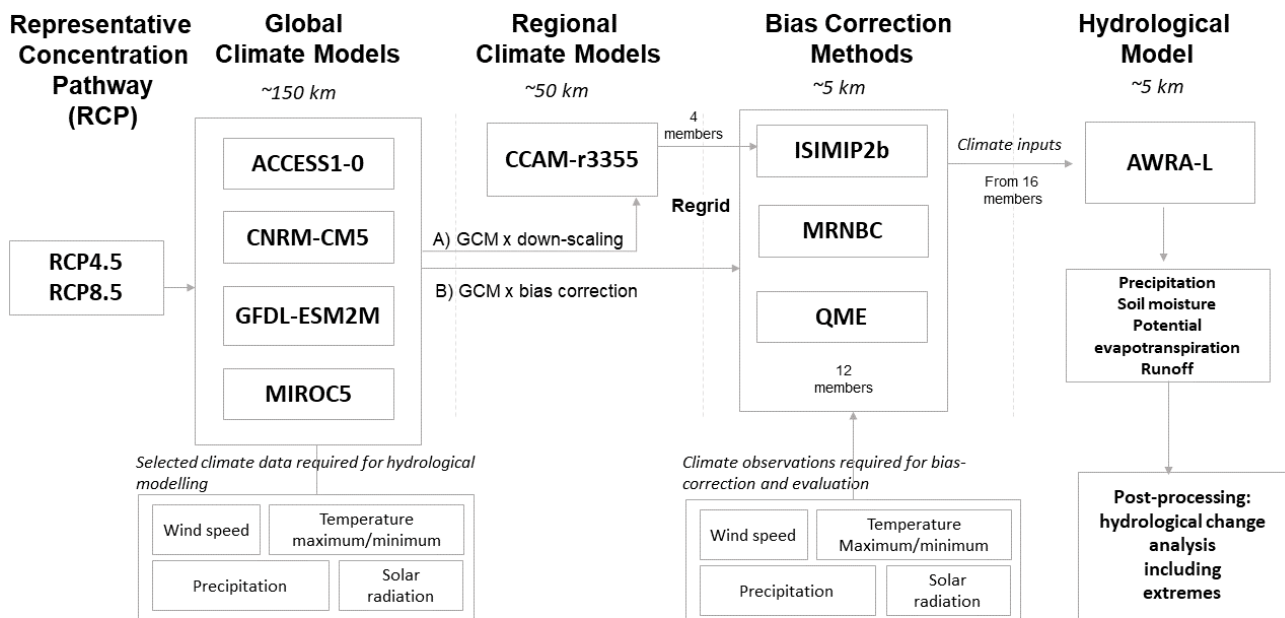 Representative
Concentration
Pathway
(RCP)
Global
Climate Models
~150 km
Regional
Climate Models
~50 km
Bias Correction
Methods
~5 km
Hydrological
Model
~5 km
RCP4.5
RCP8.5
ACCESS1-0
CNRM-CM5
GFDL-ESM2M
MIROC5
CCAM-r3355
4
members
Regrid
A) GCM x down-scaling
B) GCM x bias correction
ISIMIP2b
MRNBC
QME
12
members
Climate inputs
From 16
members
AWRA-L
Precipitation
Soil moisture
Potential
evapotranspiration
Runoff
Selected climate data required for hydrological
modelling
Wind speed
Temperature
maximum/minimum
Precipitation
Solar
radiation
Climate observations required for bias-
correction and evaluation
Wind speed
Temperature
Maximum/minimum
Precipitation
Solar
radiation
Post-processing:
hydrological change
analysis
including
extremes